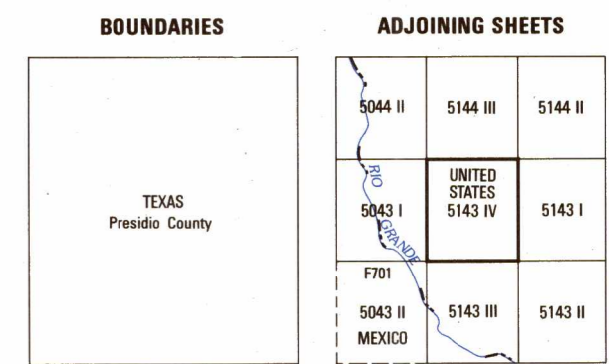 BOUNDARIES
TEXAS
Presidio County
ADJOINING SHEETS
5044 II
5144 III
5144 II
RIO GRANDE
5043 I
UNITED
STATES
5143 IV
5143 I
F701
5043 II
MEXICO
5143 III
5143 II